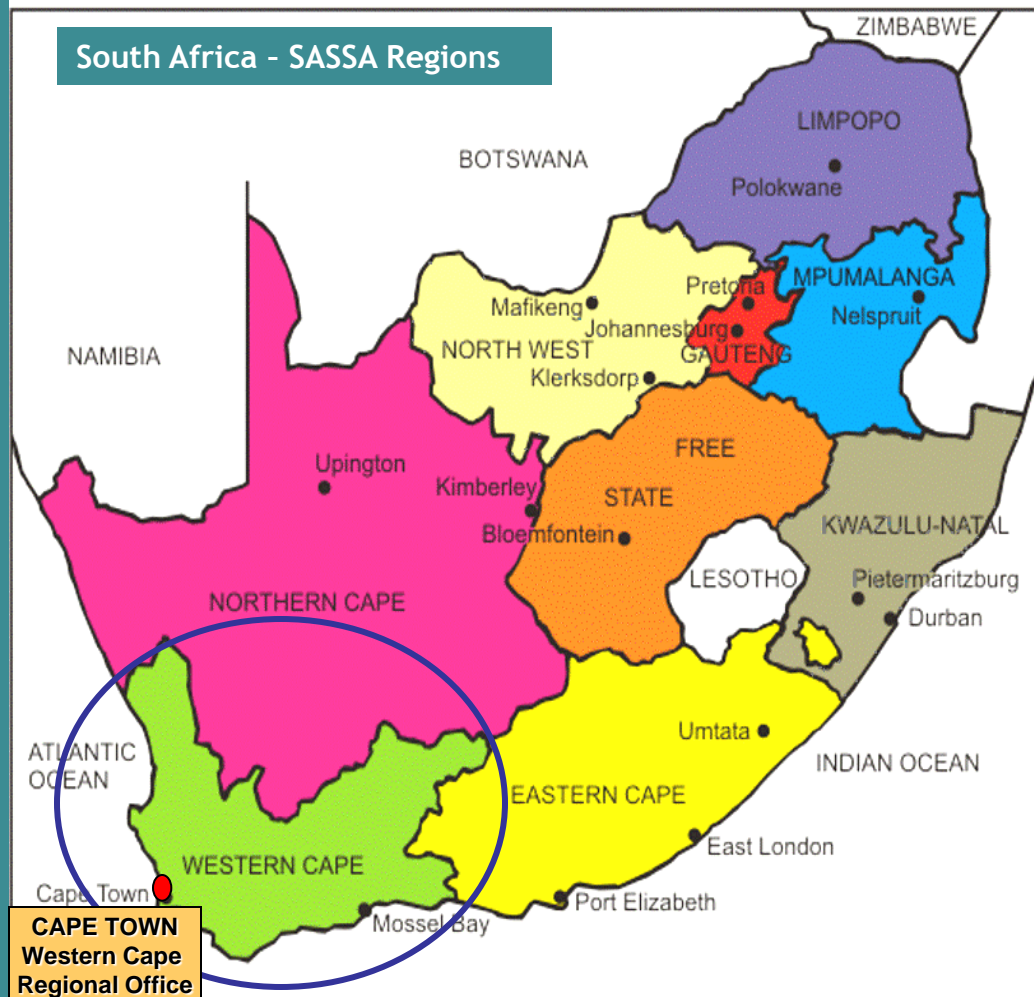 South Africa - SASSA Regions
ZIMBABWE
LIMPOPO
BOTSWANA
Polokwane
MPUMALANGA
Pretoria
Mafikeng
Nelspruit
Johannesburg
NORTH WEST
GAUTENG
NAMIBIA
Klerksdorp
FREE
STATE
Upington
Kimberley
Bloemfontein
KWAZULU-NATAL
LESOTHO
Pietermaritzburg
NORTHERN CAPE
Durban
Umtata
ATLANTIC
OCEAN
INDIAN OCEAN
EASTERN CAPE
East London
WESTERN CAPE
Cape Town
Port Elizabeth
Mossel Bay
CAPE TOWN
Western Cape
Regional Office